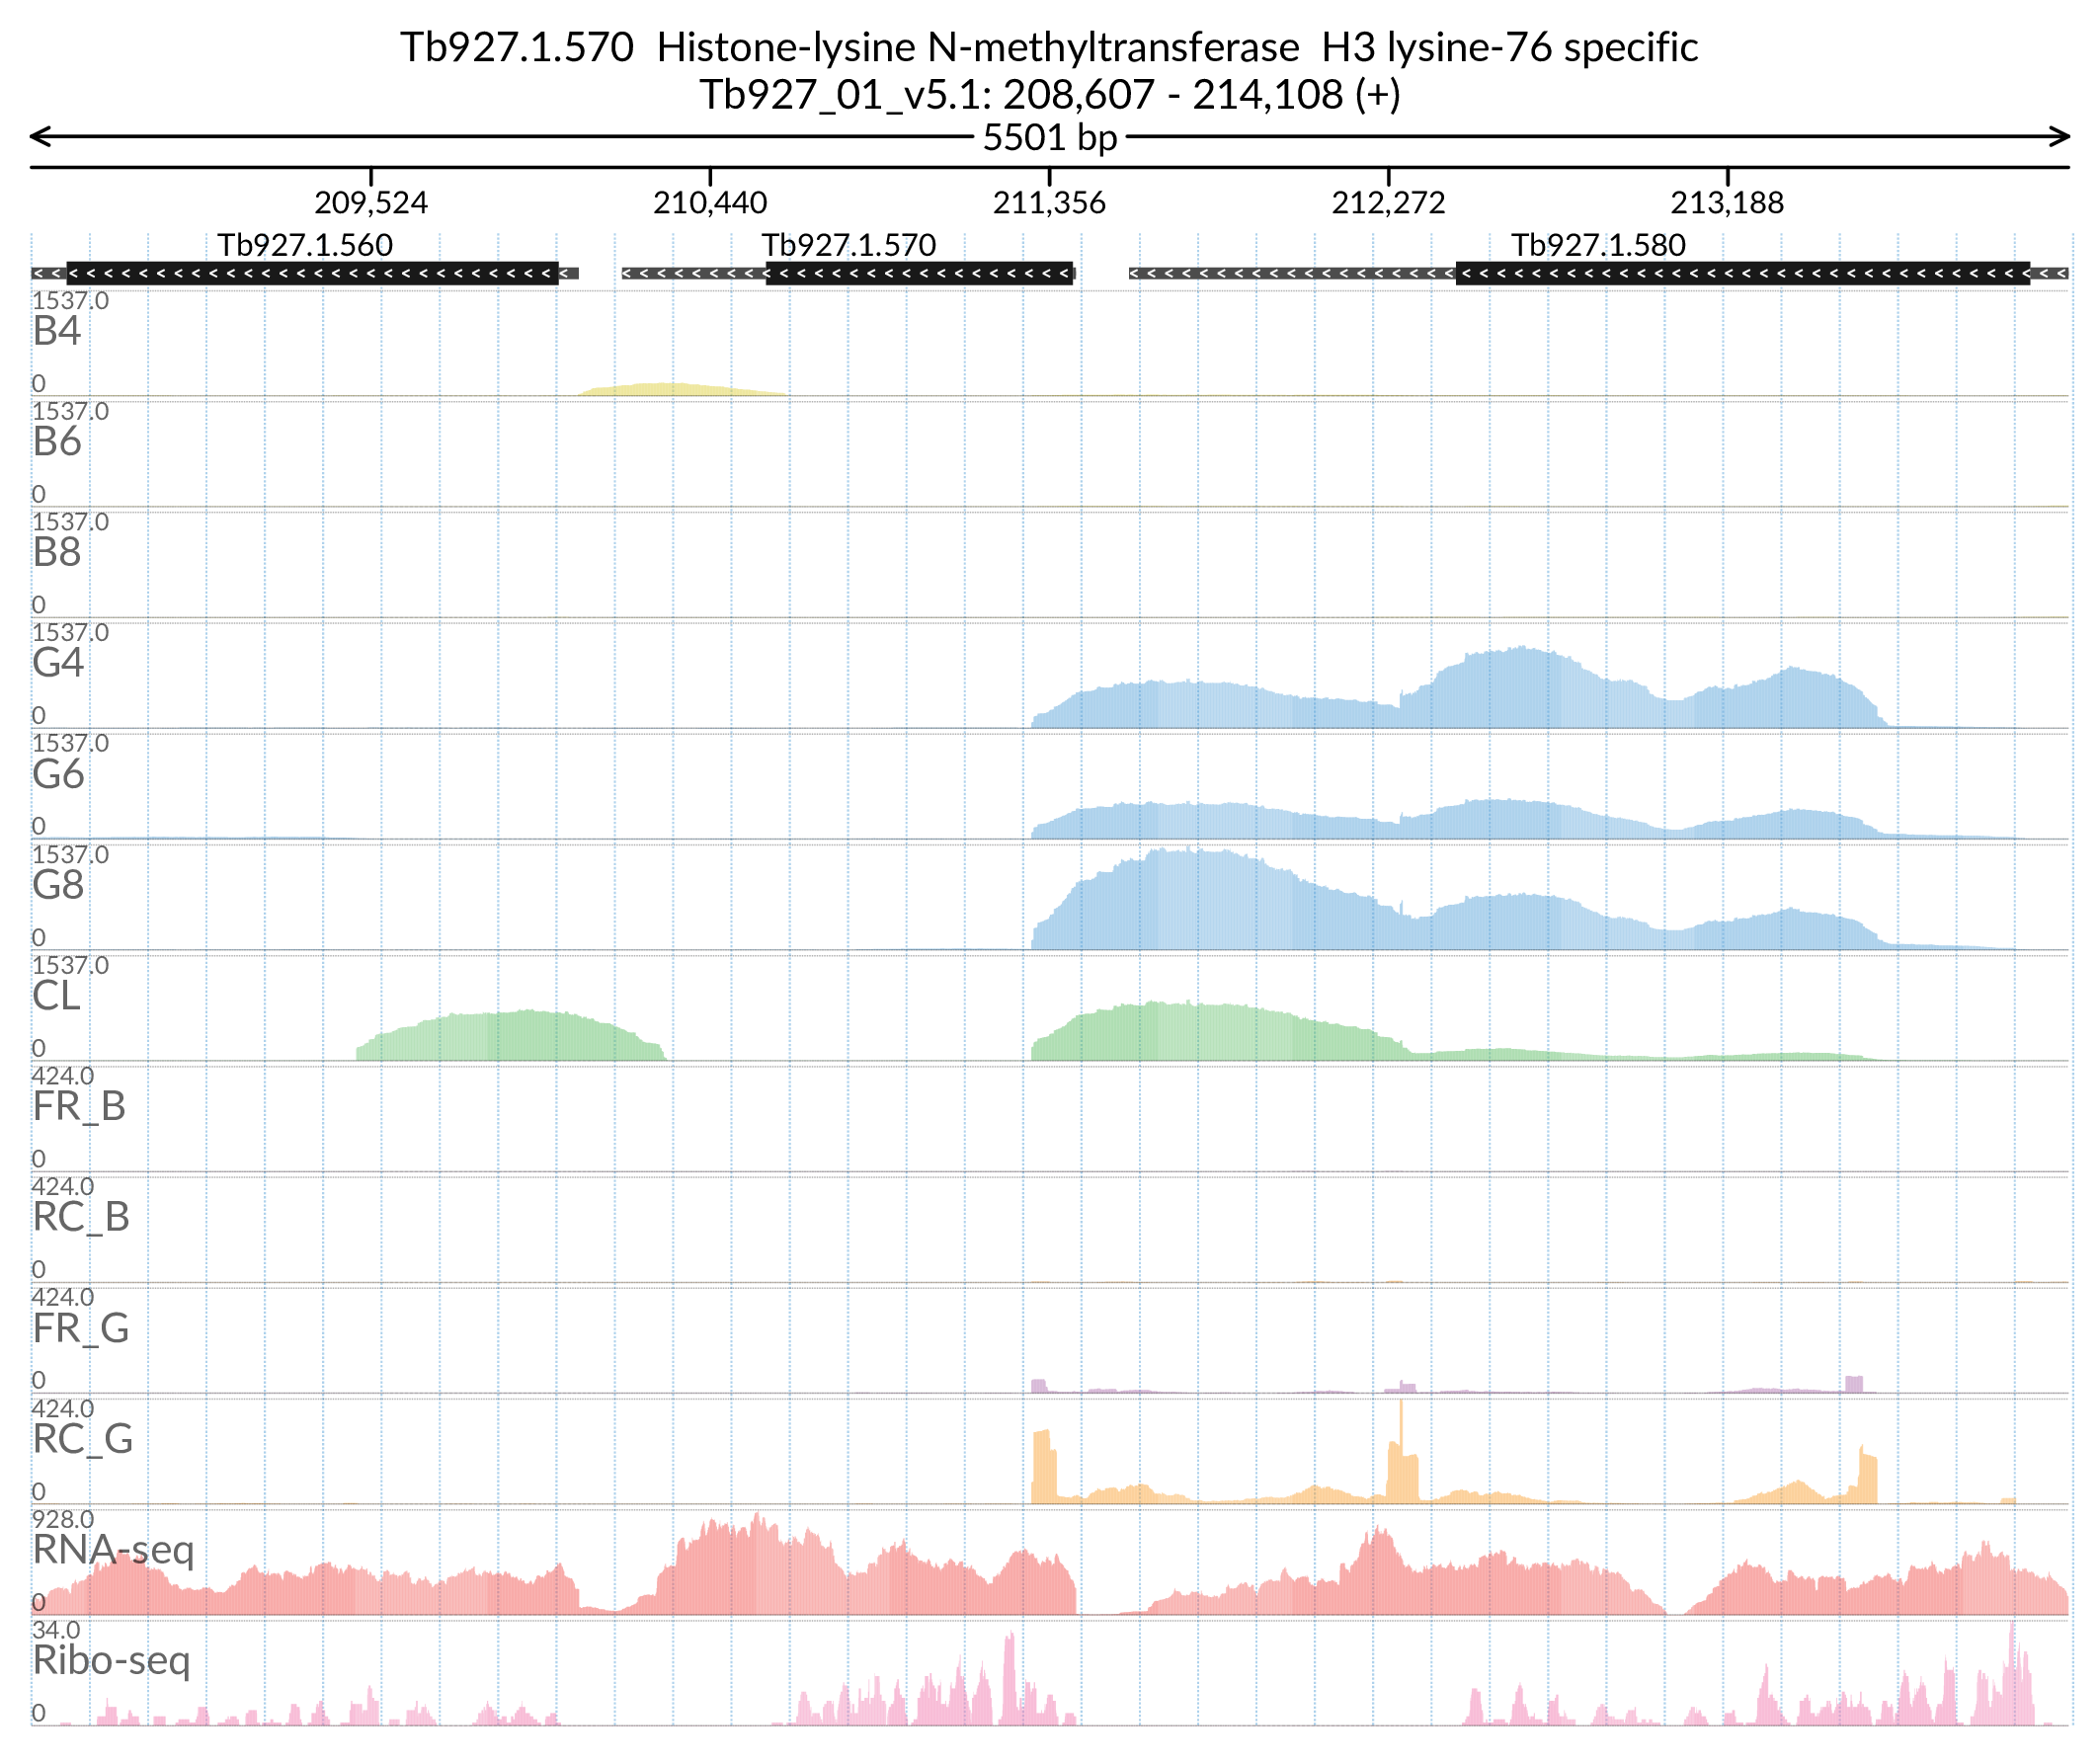 Tb927.1.570  Histone-lysine N-methyltransferase  H3 lysine-76 specific
Tb927_01_v5.1: 208,607 - 214,108 (+)
5501 bp
209,524 210,440 211,356 212,272 213,188
Tb927.1.560 Tb927.1.570 Tb927.1.580
1537.0
B4
0
1537.0
B6
0
1537.0
B8
0
1537.0
G4
0
1537.0
G6
0
1537.0
G8
0
1537.0
CL
0
424.0
FR_B
0
424.0
RC_B
0
424.0
FR_G
0
424.0
RC_G
0
928.0
RNA-seq
0
34.0
Ribo-seq
0